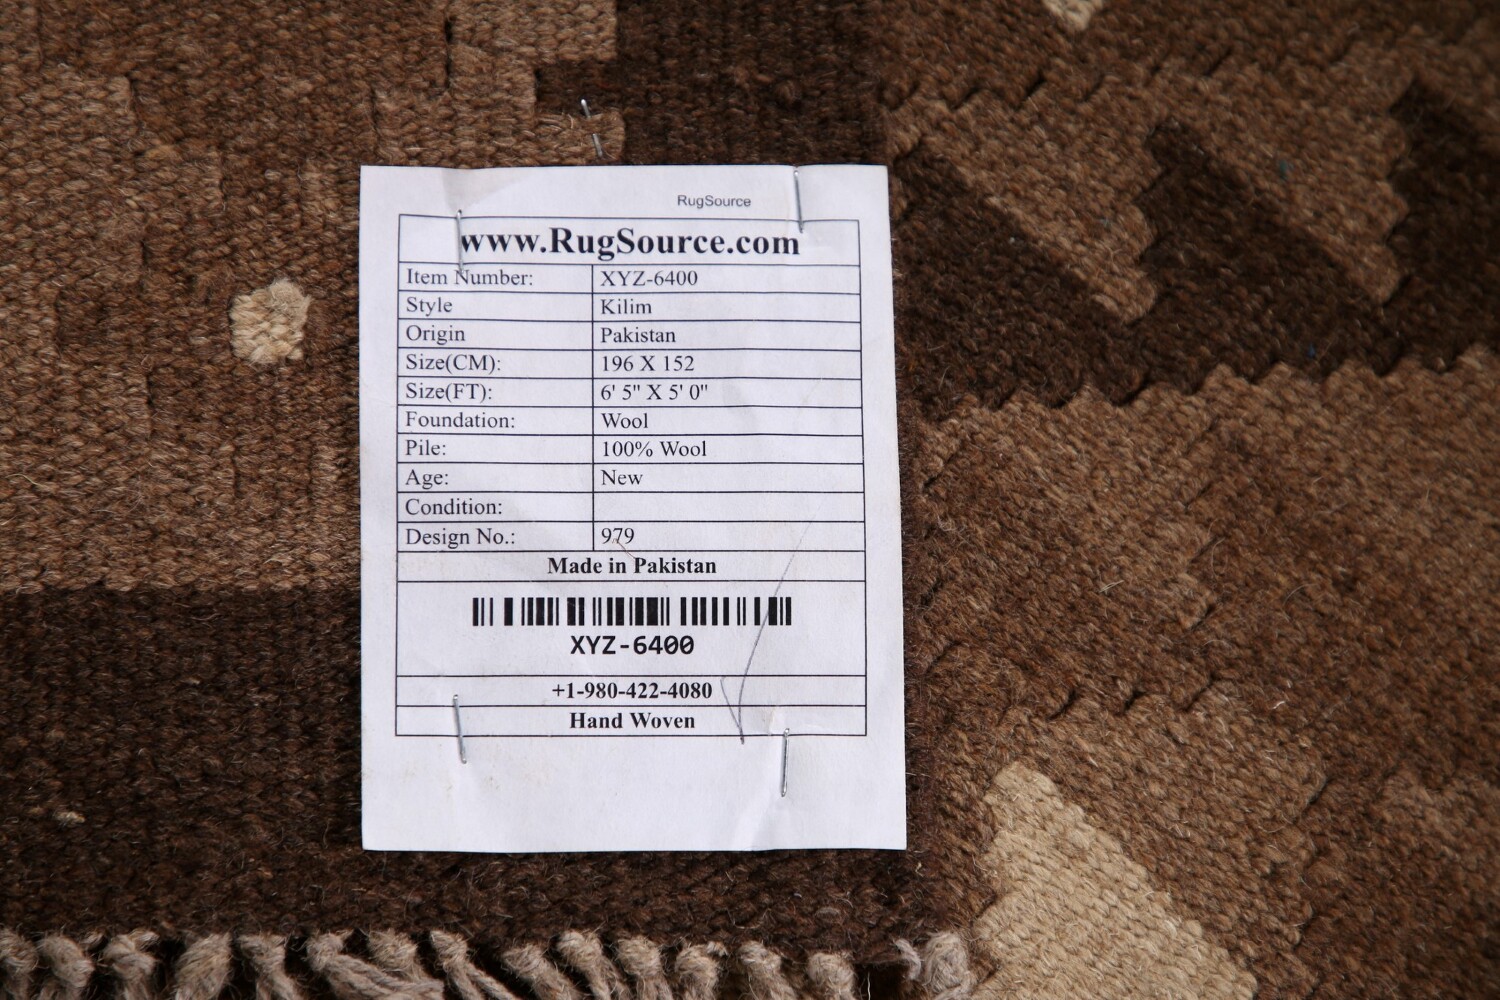 RugSource
www.RugSource.com
Item Number: XYZ-6400
Style Kilim
Origin Pakistan
Size(CM): 196 X 152
Size(FT): 6' 5" X 5' 0"
Foundation: Wool
Pile: 100% Wool
Age: New
Condition:
Design No.: 979
Made in Pakistan
XYZ-6400
+1-980-422-4080
Hand Woven